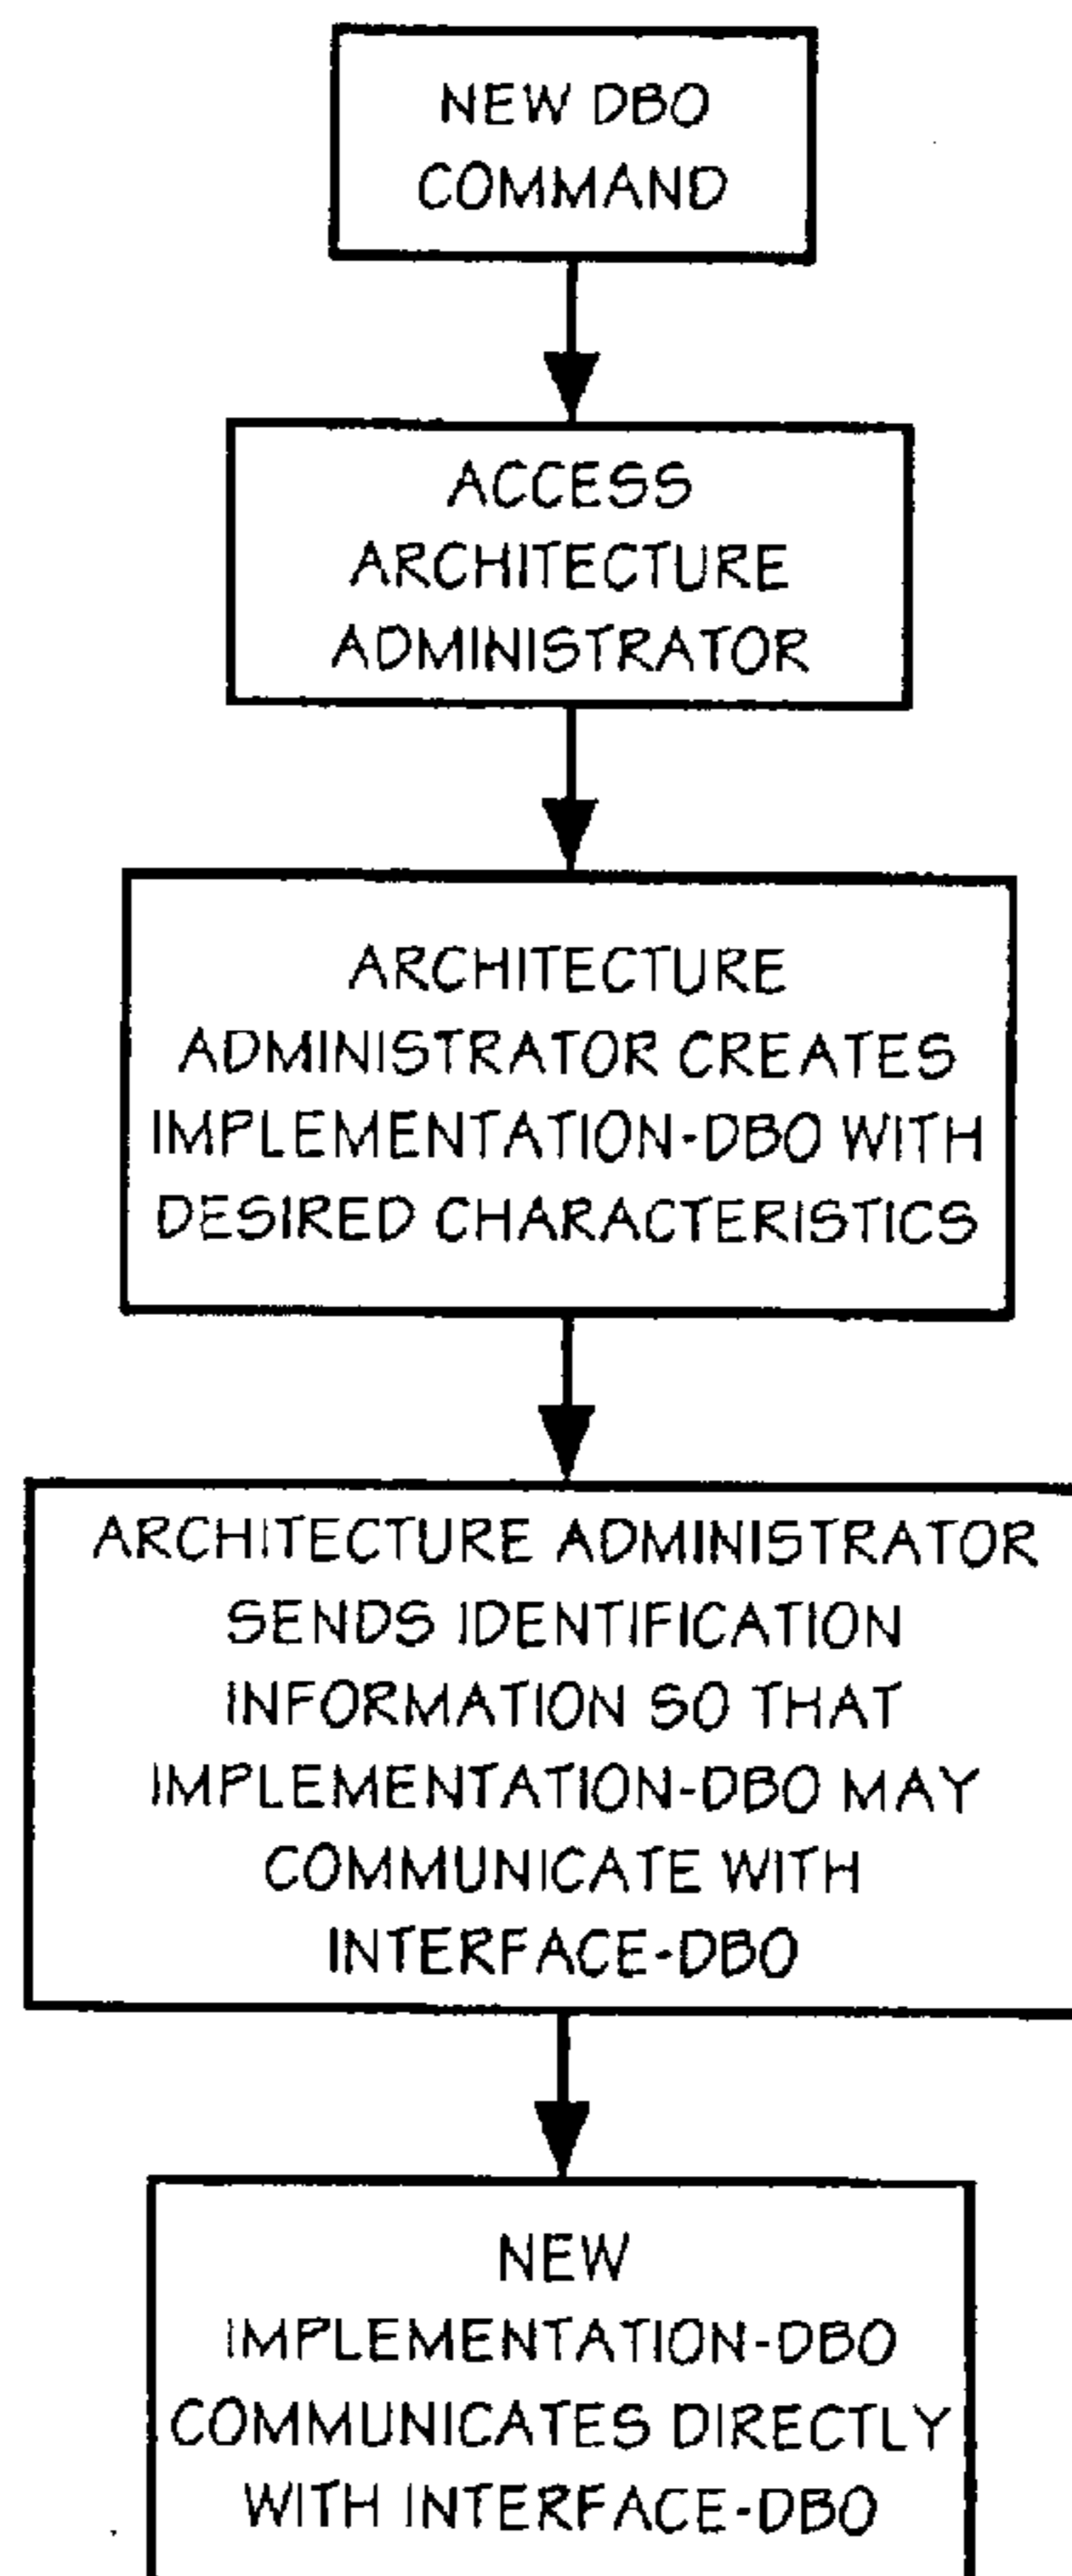 NEW DBO
COMMAND
ACCESS
ARCHITECTURE
ADMINISTRATOR
ARCHITECTURE
ADMINISTRATOR CREATES
IMPLEMENTATION-DBO WITH
DESIRED CHARACTERISTICS
ARCHITECTURE ADMINISTRATOR
SENDS IDENTIFICATION
INFORMATION SO THAT
IMPLEMENTATION-DBO MAY
COMMUNICATE WITH
INTERFACE-DBO
NEW
IMPLEMENTATION-DBO
COMMUNICATES DIRECTLY
WITH INTERFACE-DBO